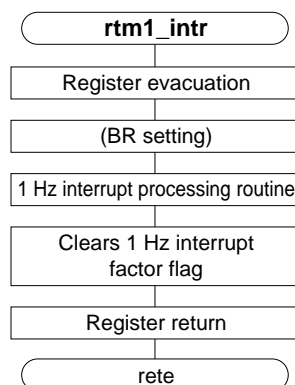 rtm1_intr
Register evacuation
(BR setting)
1 Hz interrupt processing routine
Clears 1 Hz interrupt
factor flag
Register return
rete